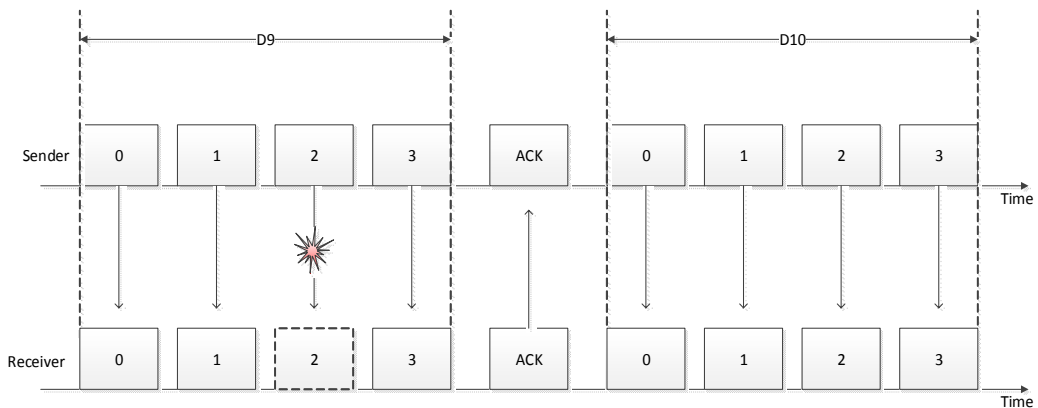 D9 D10
Sender 0 1 2 3 ACK 0 1 2 3
Time
Receiver 0 1 2 3 ACK 0 1 2 3
Time